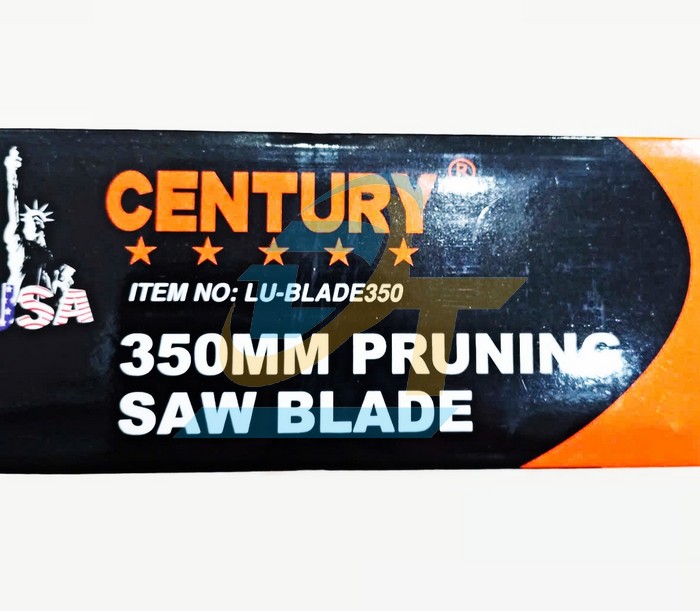 CENTURY®
USA
ITEM NO: LU-BLADE350
350MM PRUNING
SAW BLADE